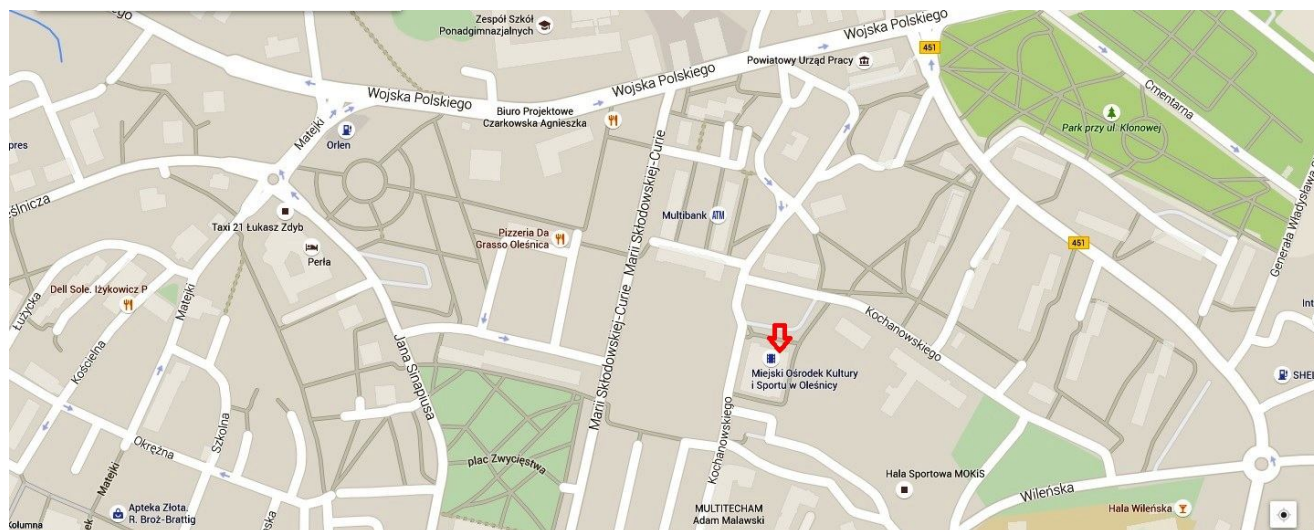 Zespół Szkół
Ponadgimnazjalnych
Wojska Polskiego
451
Powiatowy Urząd Pracy
Wojska Polskiego
Wojska Polskiego
Cmentarna
Biuro Projektowe
Czarkowska Agnieszka
Park przy ul. Klonowej
Matejki
Orlen
Marii Skłodowskiej-Curie
Taxi 21 Łukasz Zdyb
Multibank
ATM
Pizzeria Da
Grasso Oleśnica
Perła
451
Dell Sole. Iżykowicz P
Łużycka
Matejki
Kochanowskiego
Kościelna
Jana Sinapiusa
Marii Skłodowskiej-Curie
Miejski Ośrodek Kultury
i Sportu w Oleśnicy
Szkolna
Kochanowskiego
Okrężna
plac Zwycięstwa
Matejki
Hala Sportowa MOKiS
Wileńska
Apteka Złota.
R. Broż-Brattig
MULTITECHAM
Adam Malawski
Hala Wileńska
Kolumna